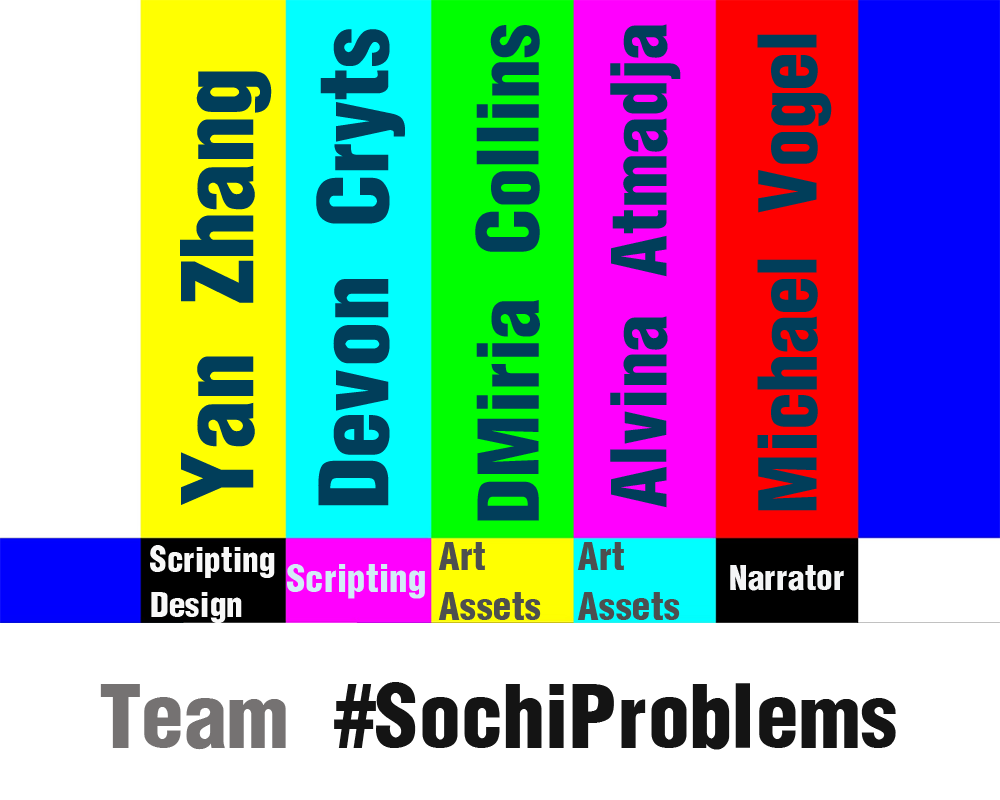 Yan Zhang
Devon Cryts
DMiria Collins
Alvina Atmadja
Michael Vogel
Scripting
Design
Scripting
Art
Assets
Art
Assets
Narrator
Team #SochiProblems